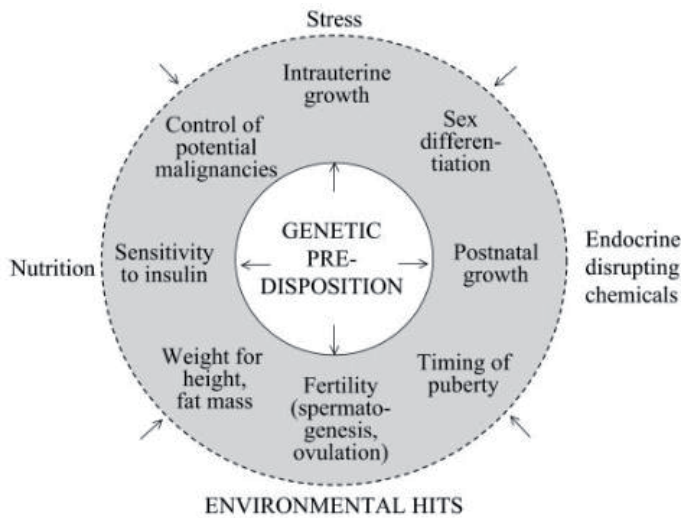 Stress
Intrauterine
growth
Sex
differen-
tiation
Control of
potential
malignancies
GENETIC
PRE-
DISPOSITION
Nutrition
Sensitivity
to insulin
Postnatal
growth
Endocrine
disrupting
chemicals
Weight for
height,
fat mass
Fertility
(spermato-
genesis,
ovulation)
Timing of
puberty
ENVIRONMENTAL HITS